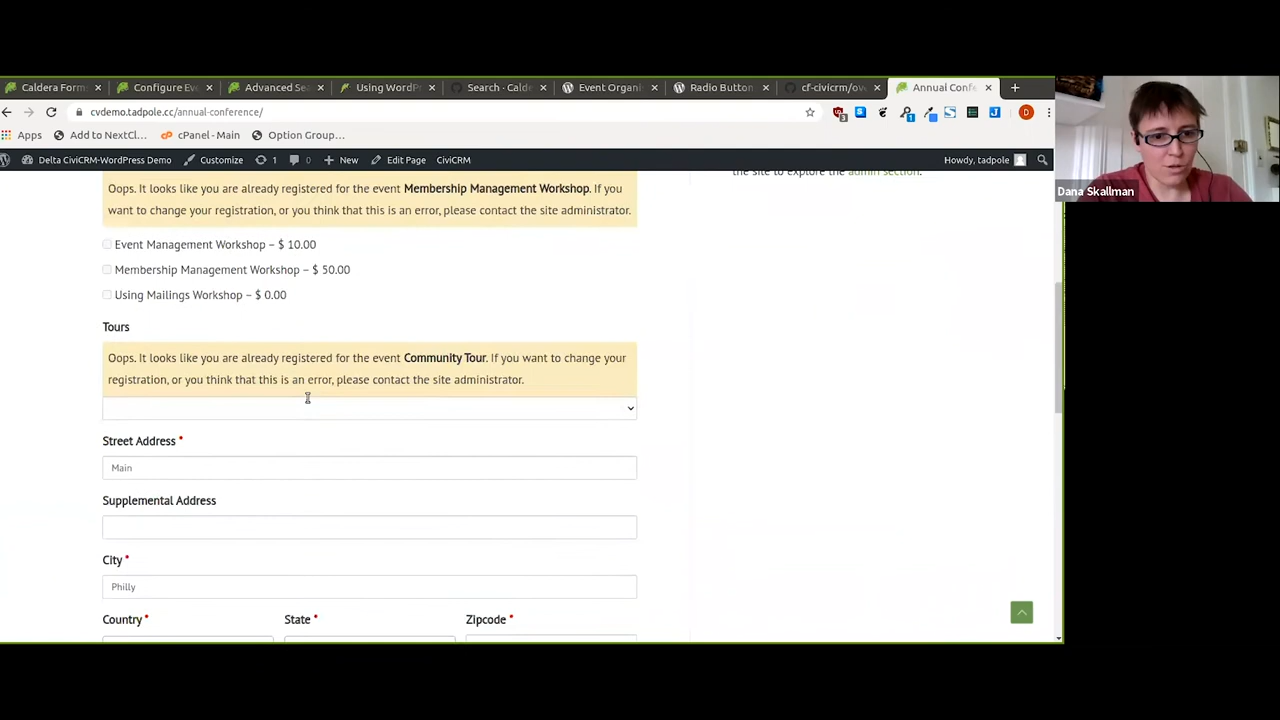 Caldera Form
Configure Eve
Advanced Sea
Using WordP
Search · Cald
Event Organi
Radio Button
cf-civicrm/ove
Annual Confe
cvdemo.tadpole.cc/annual-conference/
Apps
Add to NextCl...
cPanel - Main
Option Group...
Delta CiviCRM-WordPress Demo
Customize
1
New
Edit Page
CiviCRM
Howdy, tadpole
the site to explore the admin section.
Oops. It looks like you are already registered for the event Membership Management Workshop. If you
want to change your registration, or you think that this is an error, please contact the site administrator.
Event Management Workshop – $ 10.00
Membership Management Workshop – $ 50.00
Using Mailings Workshop – $ 0.00
Tours
Oops. It looks like you are already registered for the event Community Tour. If you want to change your
registration, or you think that this is an error, please contact the site administrator.
Street Address *
Main
Supplemental Address
City *
Philly
Country *
State *
Zipcode *
Dana Skallman